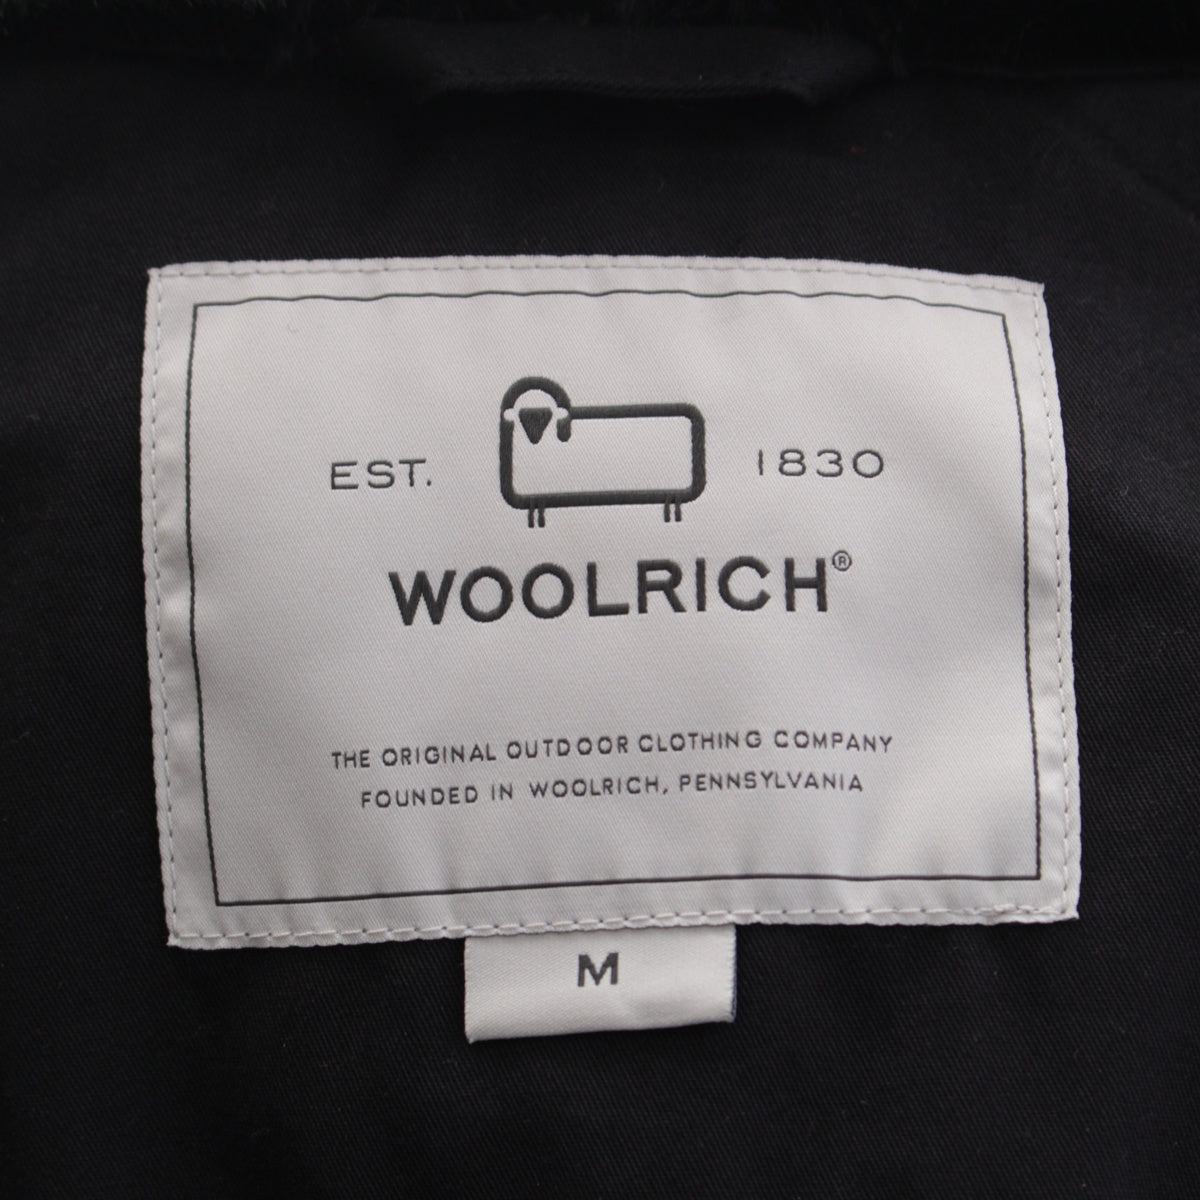 EST. 1830
WOOLRICH®
THE ORIGINAL OUTDOOR CLOTHING COMPANY
FOUNDED IN WOOLRICH, PENNSYLVANIA
M